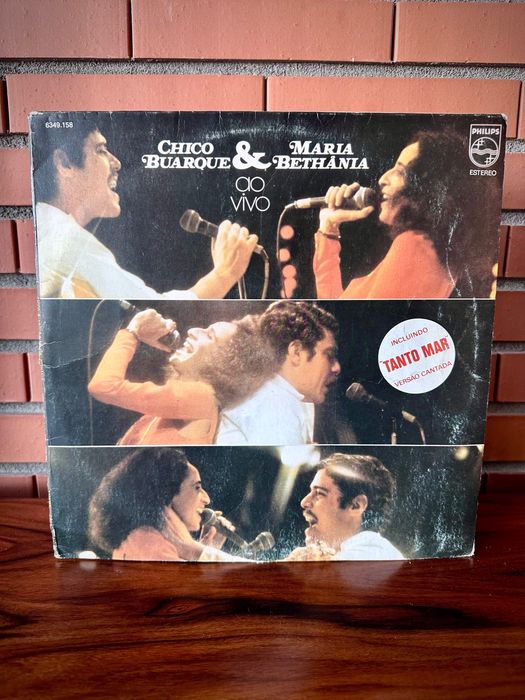 6349.158
CHICO BUARQUE & MARIA BETHÂNIA
ao vivo
PHILIPS
ESTEREO
INCLUINDO
"TANTO MAR"
VERSÃO CANTADA